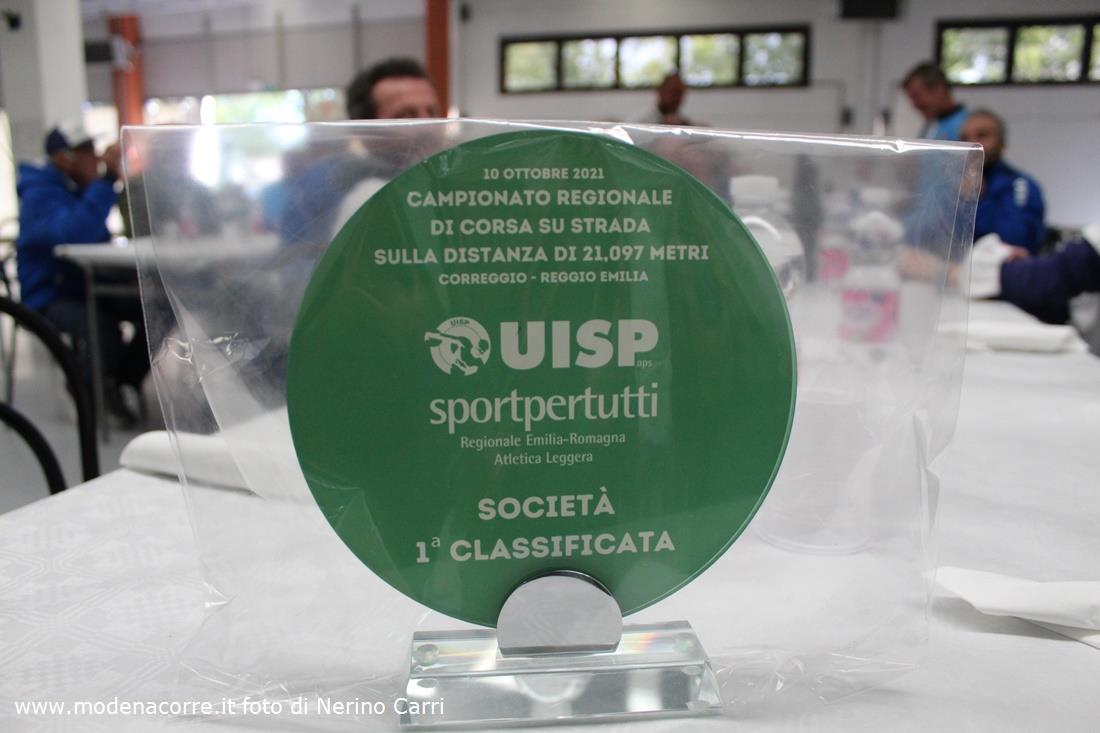 10 OTTOBRE 2021
CAMPIONATO REGIONALE
DI CORSA SU STRADA
SULLA DISTANZA DI 21,097 METRI
CORREGGIO - REGGIO EMILIA
UISP
UISP
aps
sportpertutti
Regionale Emilia-Romagna
Atletica Leggera
SOCIETÀ
1ª CLASSIFICATA
www.modenacorre.it foto di Nerino Carri